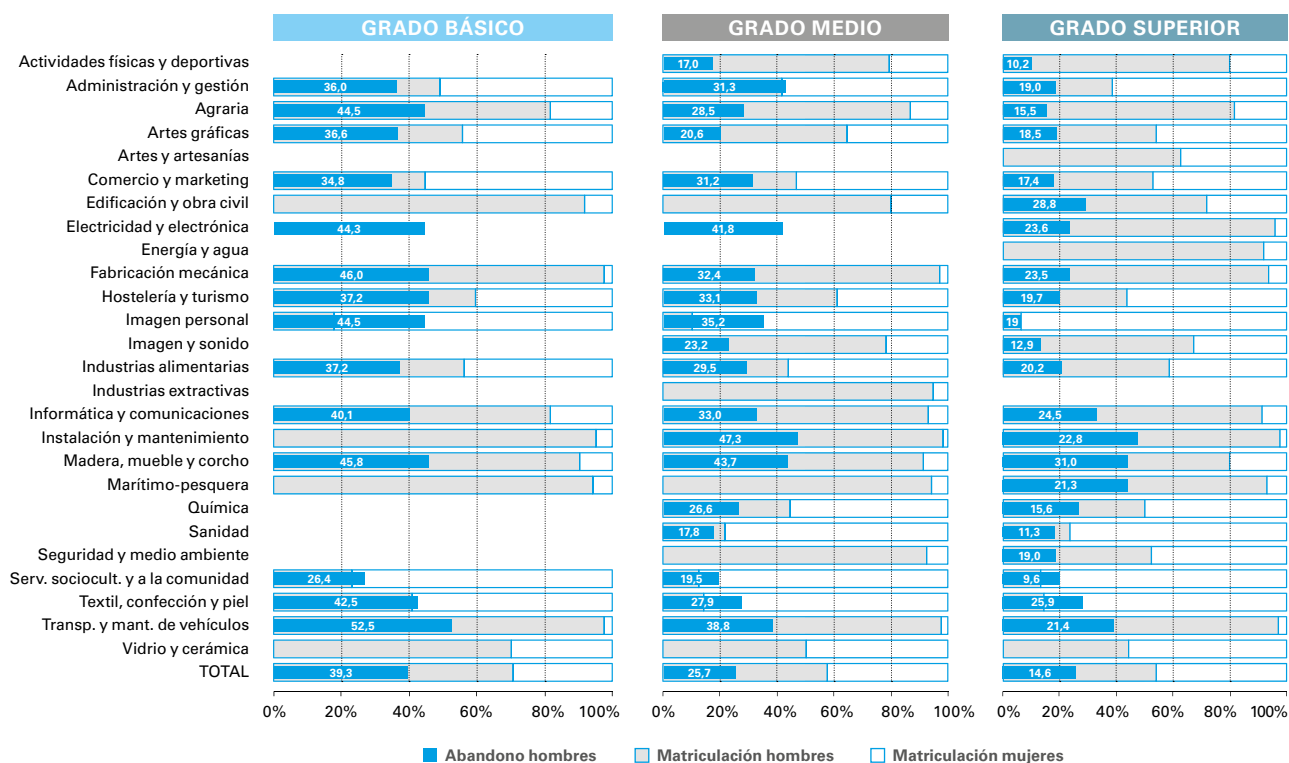 GRADO BÁSICO GRADO MEDIO GRADO SUPERIOR
Actividades físicas y deportivas 17,0 10,2
Administración y gestión 36,0 31,3 19,0
Agraria 44,5 28,5 15,5
Artes gráficas 36,6 20,6 18,5
Artes y artesanías
Comercio y marketing 34,8 31,2 17,4
Edificación y obra civil 28,8
Electricidad y electrónica 44,3 41,8 23,6
Energía y agua
Fabricación mecánica 46,0 32,4 23,5
Hostelería y turismo 37,2 33,1 19,7
Imagen personal 44,5 35,2 19
Imagen y sonido 23,2 12,9
Industrias alimentarias 37,2 29,5 20,2
Industrias extractivas
Informática y comunicaciones 40,1 33,0 24,5
Instalación y mantenimiento 47,3 22,8
Madera, mueble y corcho 45,8 43,7 31,0
Marítimo-pesquera 21,3
Química 26,6 15,6
Sanidad 17,8 11,3
Seguridad y medio ambiente 19,0
Serv. sociocult. y a la comunidad 26,4 19,5 9,6
Textil, confección y piel 42,5 27,9 25,9
Transp. y mant. de vehículos 52,5 38,8 21,4
Vidrio y cerámica
TOTAL 39,3 25,7 14,6
0% 20% 40% 60% 80% 100% 0% 20% 40% 60% 80% 100% 0% 20% 40% 60% 80% 100%
Abandono hombres Matriculación hombres Matriculación mujeres